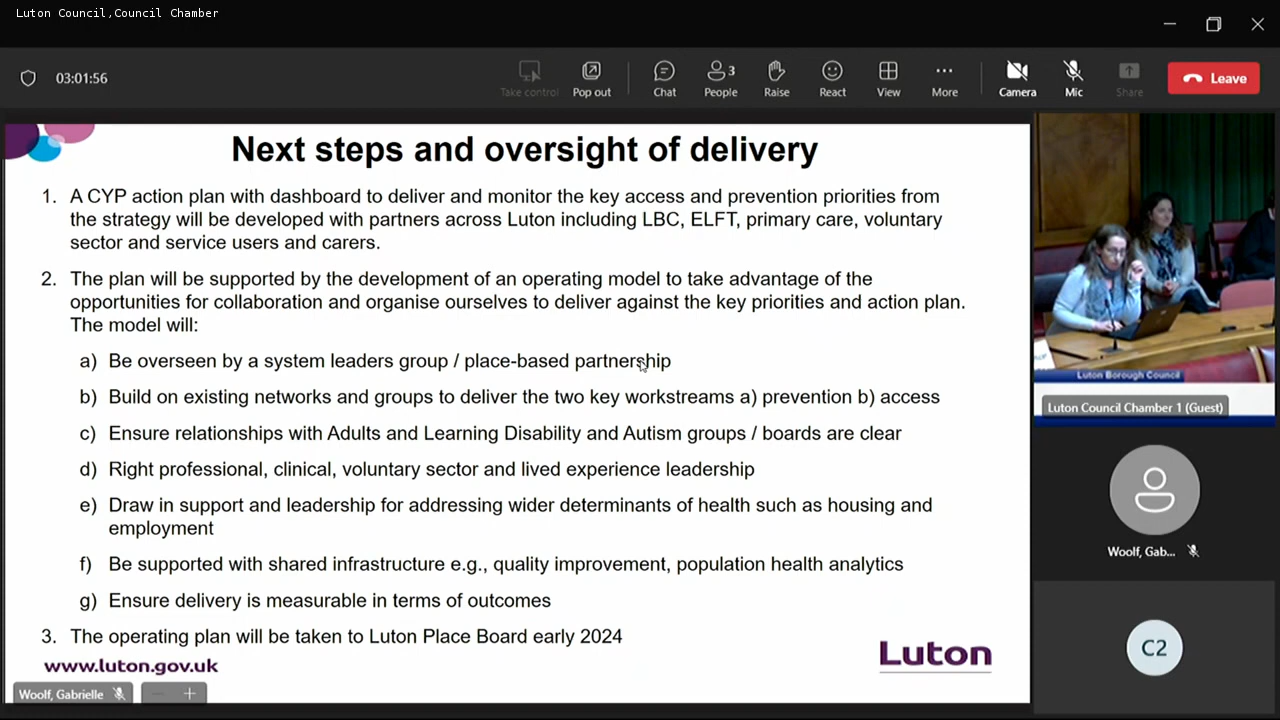 Luton Council,Council Chamber
03:01:56
Take control
Pop out
Chat
3
People
Raise
React
View
More
Camera
Mic
Share
Leave
Next steps and oversight of delivery
1. A CYP action plan with dashboard to deliver and monitor the key access and prevention priorities from
the strategy will be developed with partners across Luton including LBC, ELFT, primary care, voluntary
sector and service users and carers.
2. The plan will be supported by the development of an operating model to take advantage of the
opportunities for collaboration and organise ourselves to deliver against the key priorities and action plan.
The model will:
a) Be overseen by a system leaders group / place-based partnership
b) Build on existing networks and groups to deliver the two key workstreams a) prevention b) access
c) Ensure relationships with Adults and Learning Disability and Autism groups / boards are clear
d) Right professional, clinical, voluntary sector and lived experience leadership
e) Draw in support and leadership for addressing wider determinants of health such as housing and
employment
f) Be supported with shared infrastructure e.g., quality improvement, population health analytics
g) Ensure delivery is measurable in terms of outcomes
3. The operating plan will be taken to Luton Place Board early 2024
www.luton.gov.uk
Luton
Woolf, Gabrielle
Luton Borough Council
Luton Council Chamber 1 (Guest)
Woolf, Gab...
C2